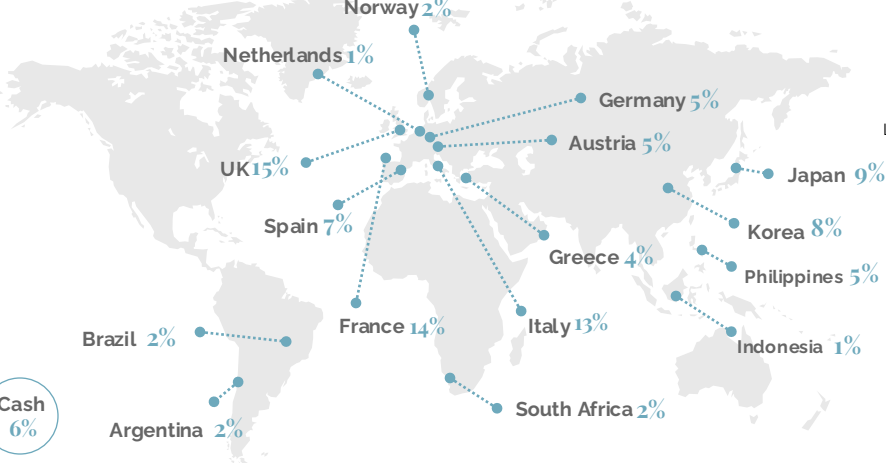 Norway 2%
Netherlands 1%
Germany 5%
Austria 5%
UK 15%
Japan 9%
Spain 7%
Korea 8%
Greece 4%
Philippines 5%
France 14%
Italy 13%
Brazil 2%
Indonesia 1%
Cash
6%
South Africa 2%
Argentina 2%